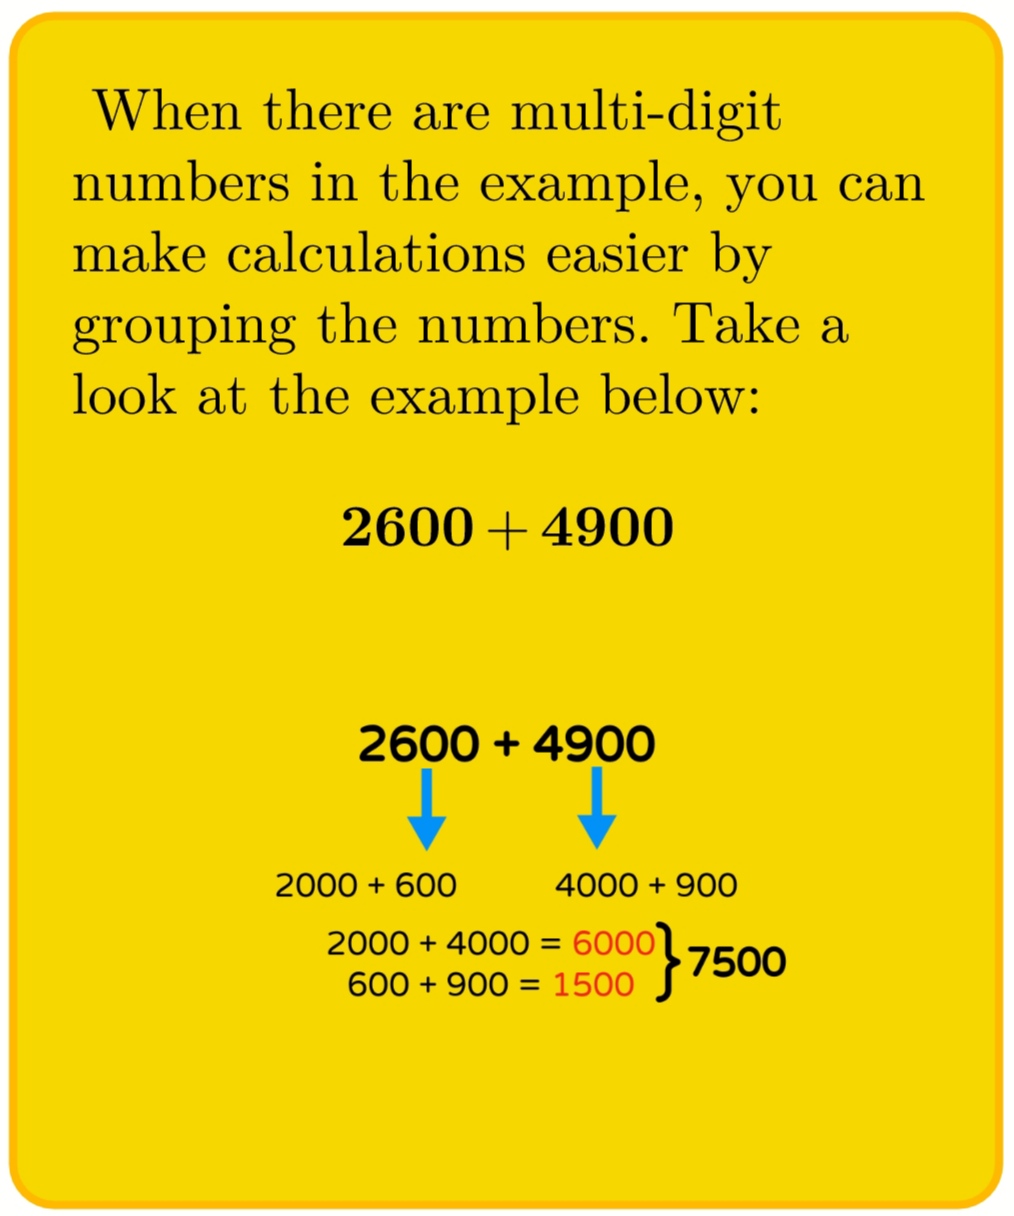 When there are multi-digit
numbers in the example, you can
make calculations easier by
grouping the numbers. Take a
look at the example below:
2600 + 4900
2600 + 4900
2000 + 600 4000 + 900
2000 + 4000 = 6000
600 + 900 = 1500
} 7500